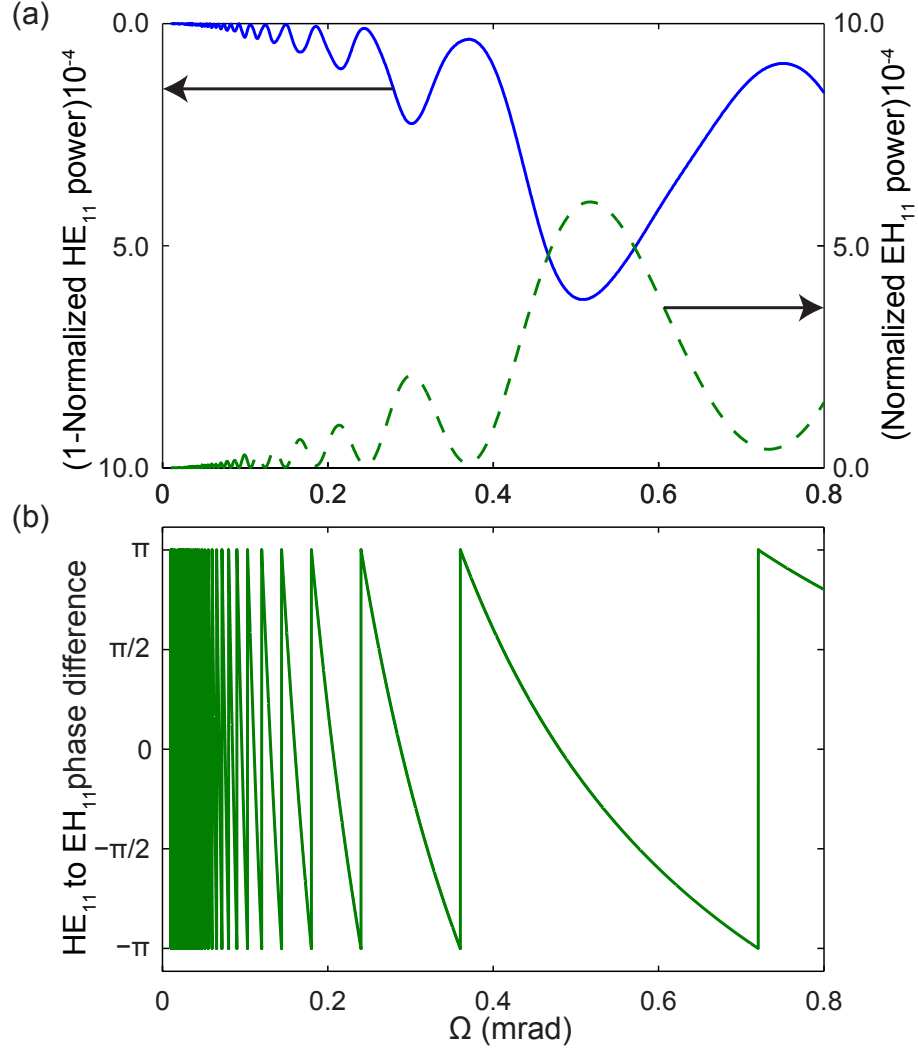 (a)
(1-Normalized HE11 power)10-4
0.0
5.0
10.0
10.0
5.0
0.0
(Normalized EH11 power)10-4
0 0.2 0.4 0.6 0.8
(b)
HE11 to EH11phase difference
π
π/2
0
−π/2
−π
0 0.2 0.4 0.6 0.8
Ω (mrad)